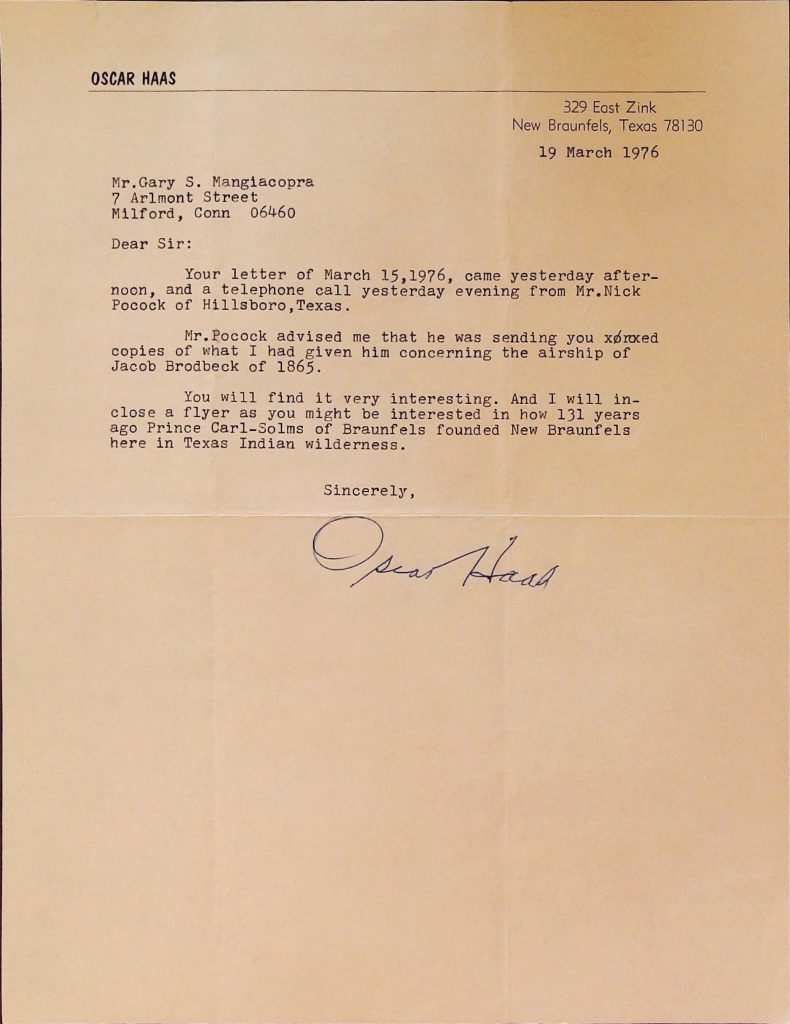 OSCAR HAAS
329 East Zink
New Braunfels, Texas 78130
19 March 1976
Mr.Gary S. Mangiacopra
7 Arlmont Street
Milford, Conn 06460
Dear Sir:
Your letter of March 15,1976, came yesterday after-
noon, and a telephone call yesterday evening from Mr.Nick
Pocock of Hillsboro,Texas.
Mr.Pocock advised me that he was sending you
copies of what I had given him concerning the airship of
Jacob Brodbeck of 1865.
You will find it very interesting. And I will in-
close a flyer as you might be interested in how 131 years
ago Prince Carl-Solms of Braunfels founded New Braunfels
here in Texas Indian wilderness.
Sincerely,
Oscar Haas